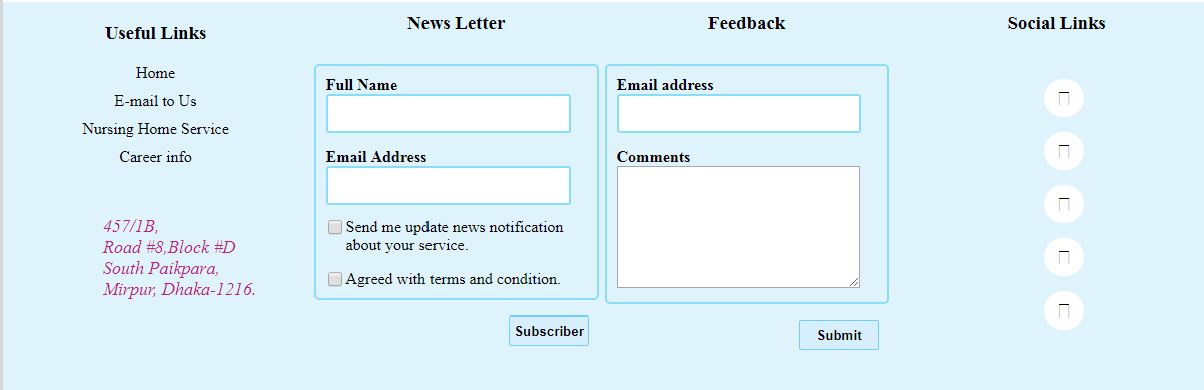 Useful Links
Home
E-mail to Us
Nursing Home Service
Career info
457/1B,
Road #8,Block #D
South Paikpara,
Mirpur, Dhaka-1216.
News Letter
Full Name
Email Address
Send me update news notification
about your service.
Agreed with terms and condition.
Subscriber
Feedback
Email address
Comments
Submit
Social Links